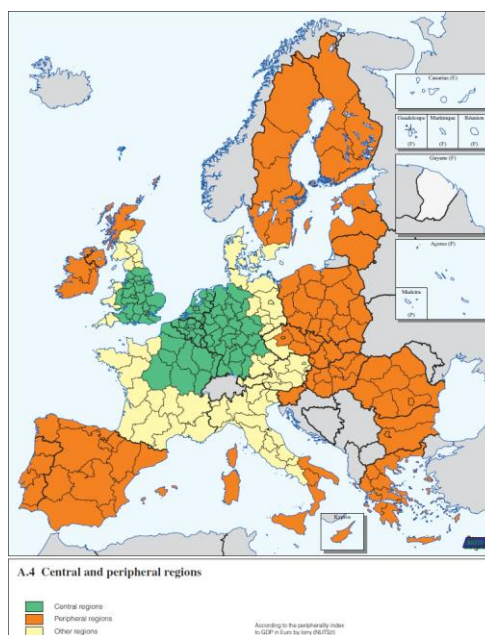 Canarias (E)
Guadeloupe
Martinique
Réunion
(F)
(F)
(F)
Guyane (F)
Açores (P)
Madeira
(P)
Kypros
A.4 Central and peripheral regions
Central regions
Peripheral regions
Other regions
According to the peripherality index
to GDP in Euro by lorry (NUTS2)